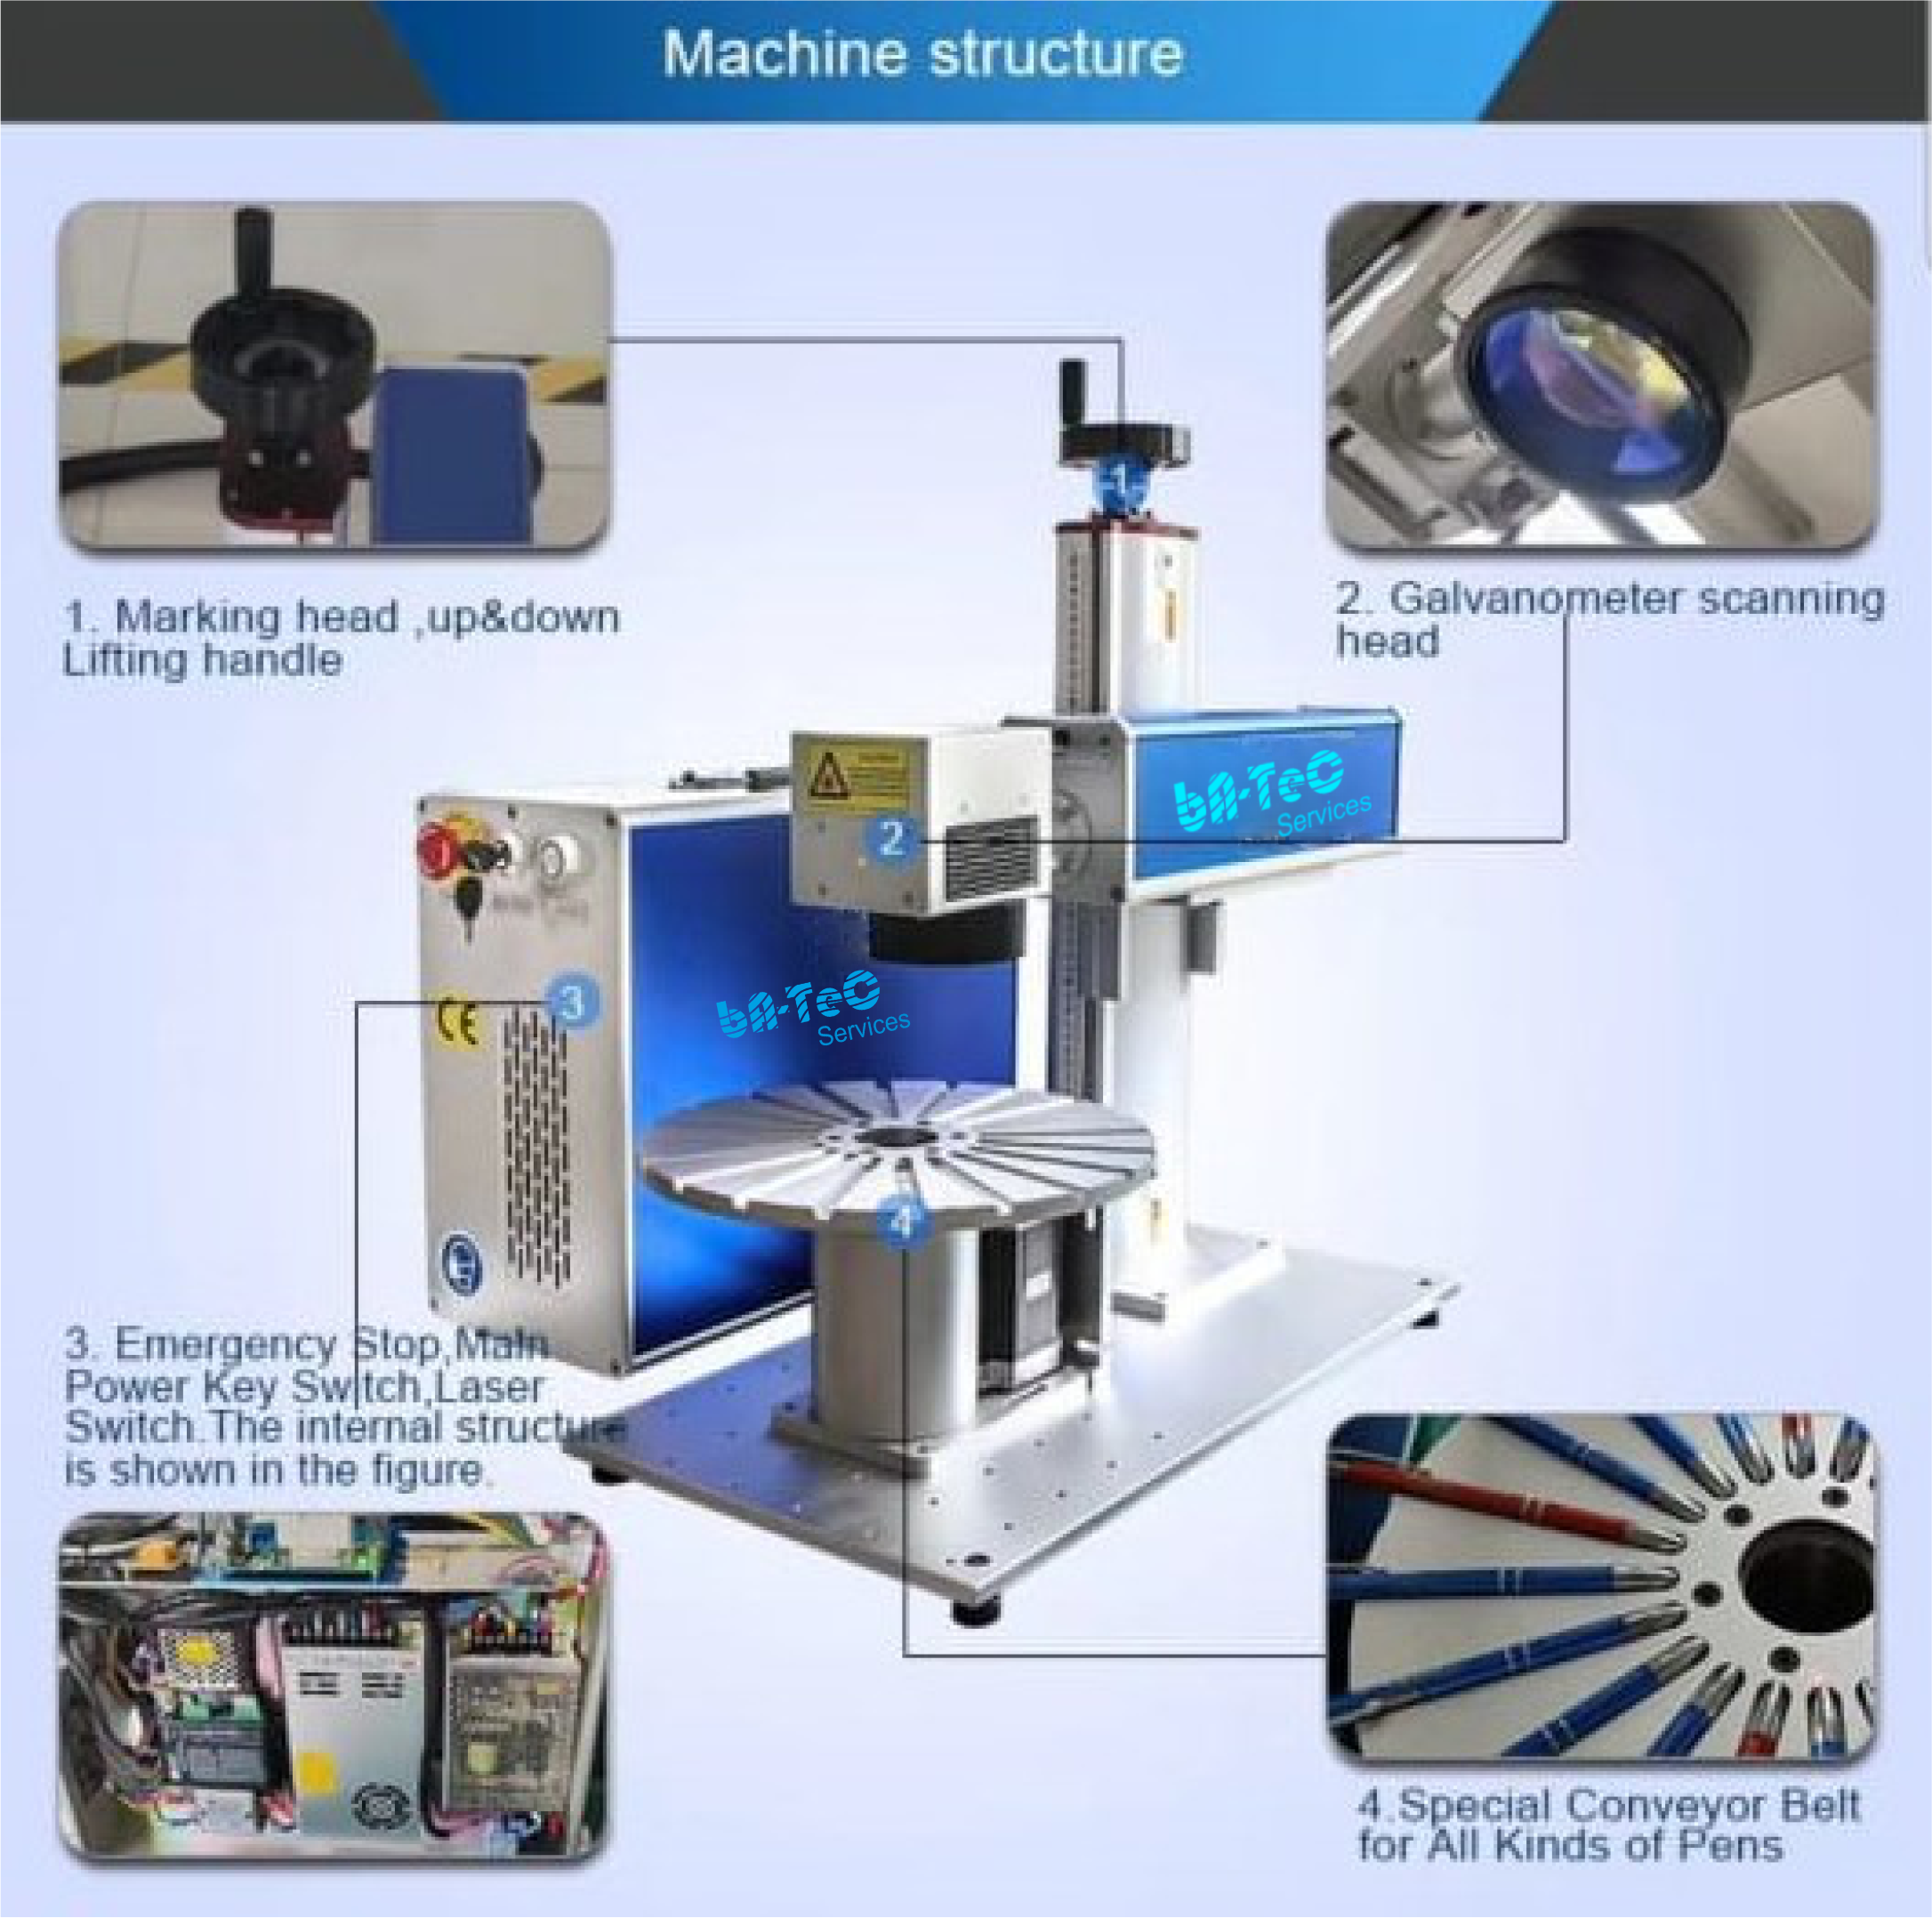 Machine structure
1. Marking head ,up&down
Lifting handle
2. Galvanometer scanning
head
1
bA-TeC
Services
2
3
CE
bA-TeC
Services
4
3. Emergency Stop,Main
Power Key Switch,Laser
Switch.The internal structure
is shown in the figure.
4.Special Conveyor Belt
for All Kinds of Pens